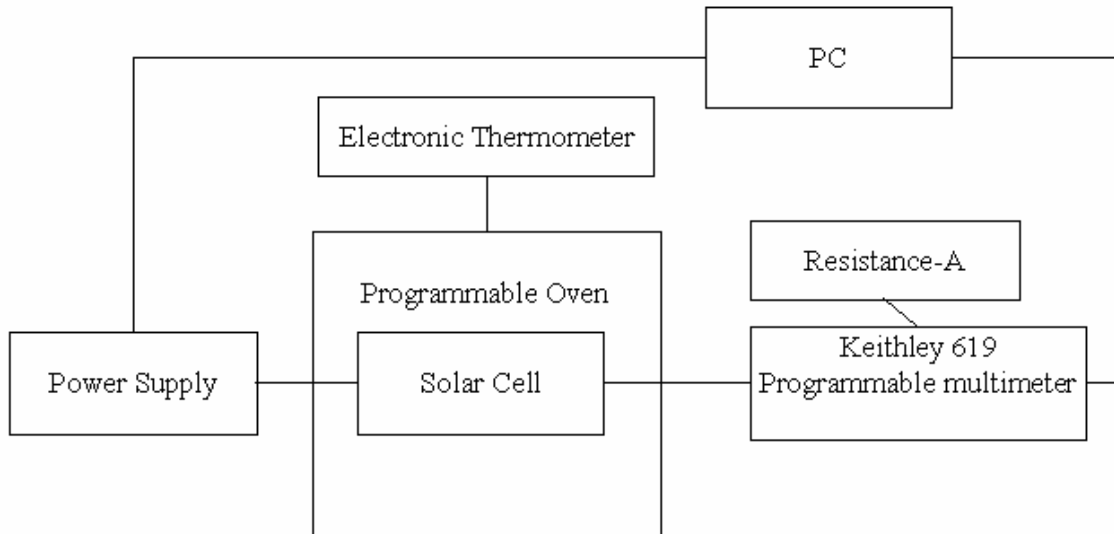 PC
Electronic Thermometer
Resistance-A
Programmable Oven
Keithley 619
Programmable multimeter
Power Supply
Solar Cell